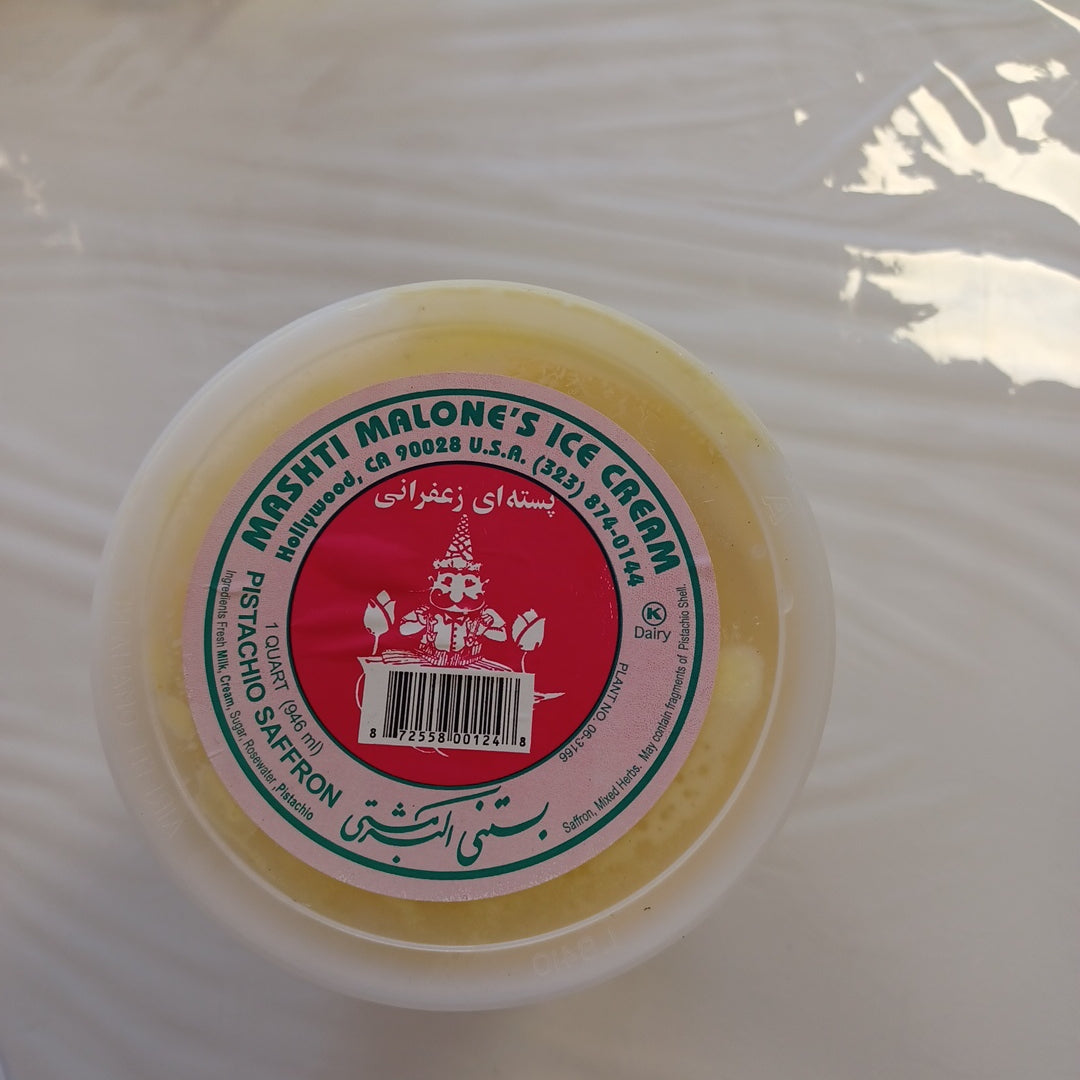 MASHTI MALONE'S ICE CREAM
Hollywood, CA 90028 U.S.A. (323) 874-0144
پسته‌ای زعفرانی
K
Dairy
PISTACHIO SAFFRON
1 QUART (946 ml)
Ingredients Fresh Milk, Cream, Sugar, Rosewater ,Pistachio
Saffron, Mixed Herbs. May contain fragments of Pistachio Shell.
PLANT NO. 06-3166
8 72558 00124 8
بستنی اکبر مشتی